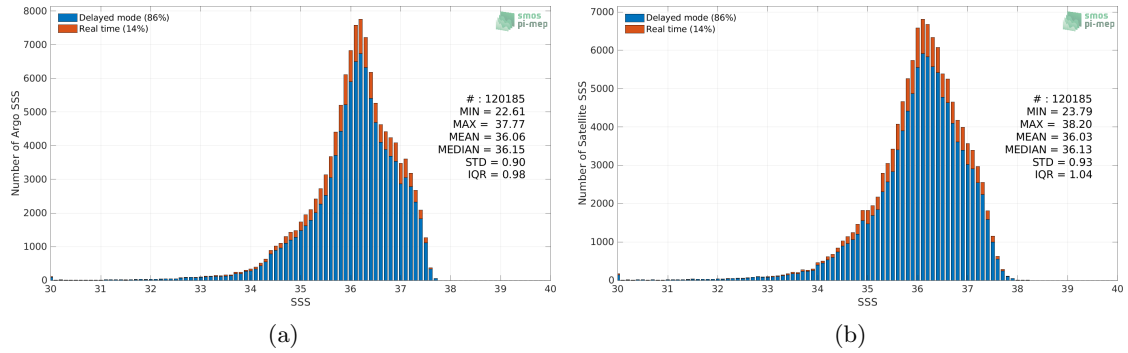 Delayed mode (86%)
Real time (14%)
smos
pi-mep
8000
7000
6000
5000
4000
3000
2000
1000
0
Number of Argo SSS
# : 120185
MIN = 22.61
MAX = 37.77
MEAN = 36.06
MEDIAN = 36.15
STD = 0.90
IQR = 0.98
30 31 32 33 34 35 36 37 38 39 40
SSS
(a)
Delayed mode (86%)
Real time (14%)
smos
pi-mep
7000
6000
5000
4000
3000
2000
1000
0
Number of Satellite SSS
# : 120185
MIN = 23.79
MAX = 38.20
MEAN = 36.03
MEDIAN = 36.13
STD = 0.93
IQR = 1.04
30 31 32 33 34 35 36 37 38 39 40
SSS
(b)